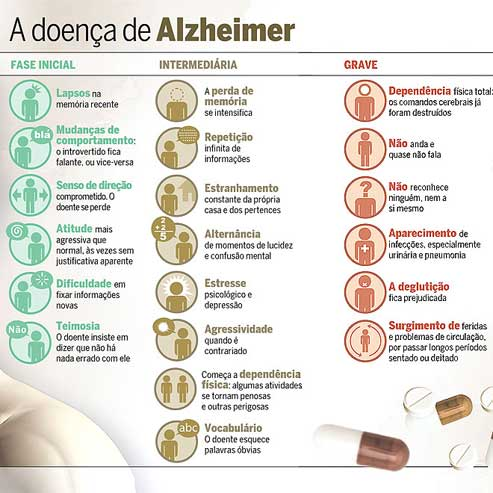 A doença de Alzheimer
FASE INICIAL
Lapsos na
memória recente
blá
Mudanças de
comportamento:
o introvertido fica
falante, ou vice-versa
Senso de direção
comprometido. O
doente se perde
Atitude mais
agressiva que
normal, às vezes sem
justificativa aparente
Dificuldade em
fixar informações
novas
Não
Teimosia
O doente insiste em
dizer que não há
nada errado com ele
INTERMEDIÁRIA
A perda de
memória
se intensifica
Repetição
infinita de
informações
Estranhamento
constante da própria
casa e dos pertences
2
+2
5
Alternância
de momentos de lucidez
e confusão mental
Estresse
psicológico e
depressão
Agressividade
quando é
contrariado
Começa a dependência
física: algumas atividades
se tornam penosas
e outras perigosas
abc
Vocabulário
O doente esquece
palavras óbvias
GRAVE
Dependência física total:
os comandos cerebrais já
foram destruídos
Não anda e
quase não fala
?
Não reconhece
ninguém, nem a
si mesmo
Aparecimento de
infecções, especialmente
urinária e pneumonia
A deglutição
fica prejudicada
Surgimento de feridas
e problemas de circulação,
por passar longos períodos
sentado ou deitado